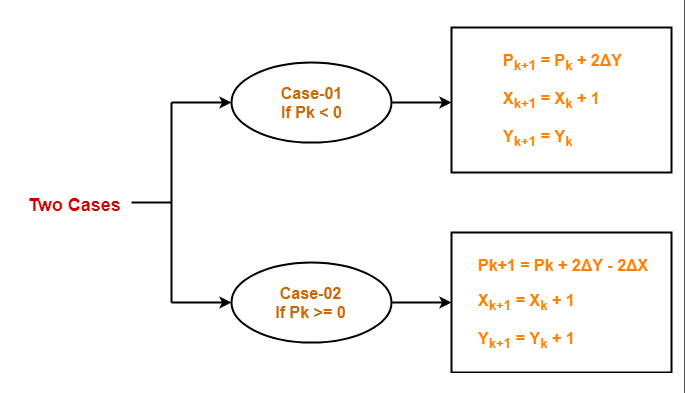 Two Cases
Case-01
If Pk < 0
Pk+1 = Pk + 2ΔY
Xk+1 = Xk + 1
Yk+1 = Yk
Case-02
If Pk >= 0
Pk+1 = Pk + 2ΔY - 2ΔX
Xk+1 = Xk + 1
Yk+1 = Yk + 1